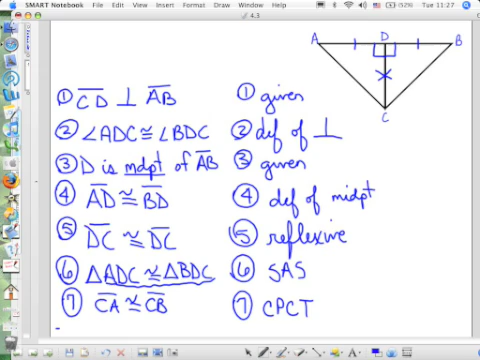 SMART Notebook File Edit View Insert Format Draw Window Help (52%) Tue 11:27
4.3
A D B
C
① CD ⊥ AB ① given
② ∠ADC ≅ ∠BDC ② def of ⊥
③ D is mdpt of AB ③ given
④ AD ≅ BD ④ def of midpt
⑤ DC ≅ DC ⑤ reflexive
⑥ △ADC ≅ △BDC ⑥ SAS
⑦ CA ≅ CB ⑦ CPCT